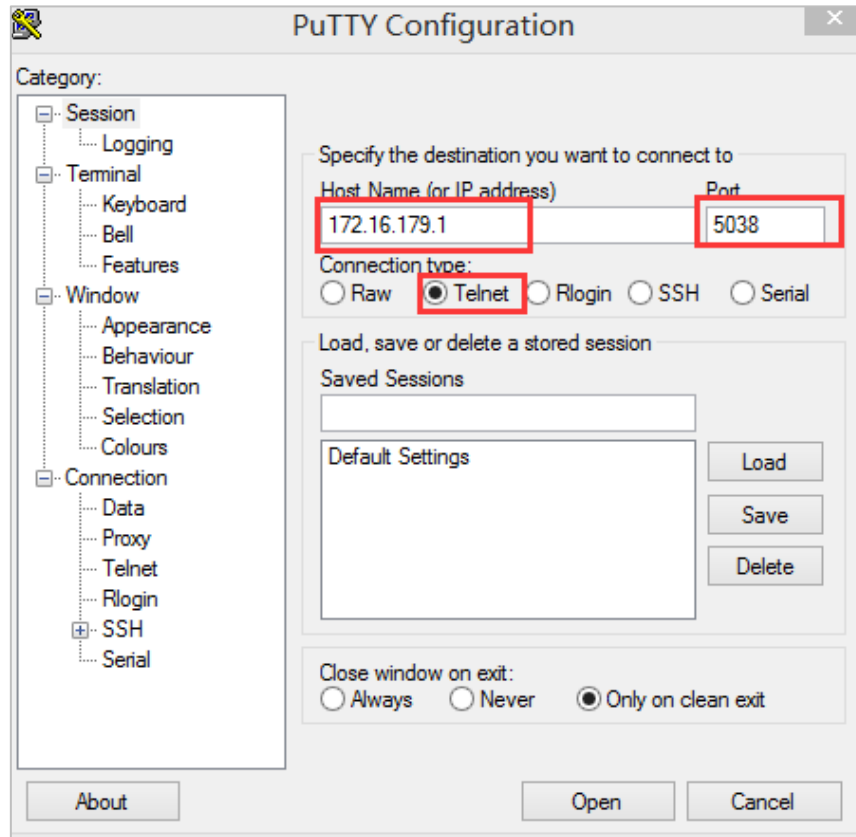 PuTTY Configuration
Category:
Session
Logging
Terminal
Keyboard
Bell
Features
Window
Appearance
Behaviour
Translation
Selection
Colours
Connection
Data
Proxy
Telnet
Rlogin
SSH
Serial
Specify the destination you want to connect to
Host Name (or IP address) Port
172.16.179.1 5038
Connection type:
Raw Telnet Rlogin SSH Serial
Load, save or delete a stored session
Saved Sessions
Default Settings
Load
Save
Delete
Close window on exit:
Always Never Only on clean exit
About Open Cancel